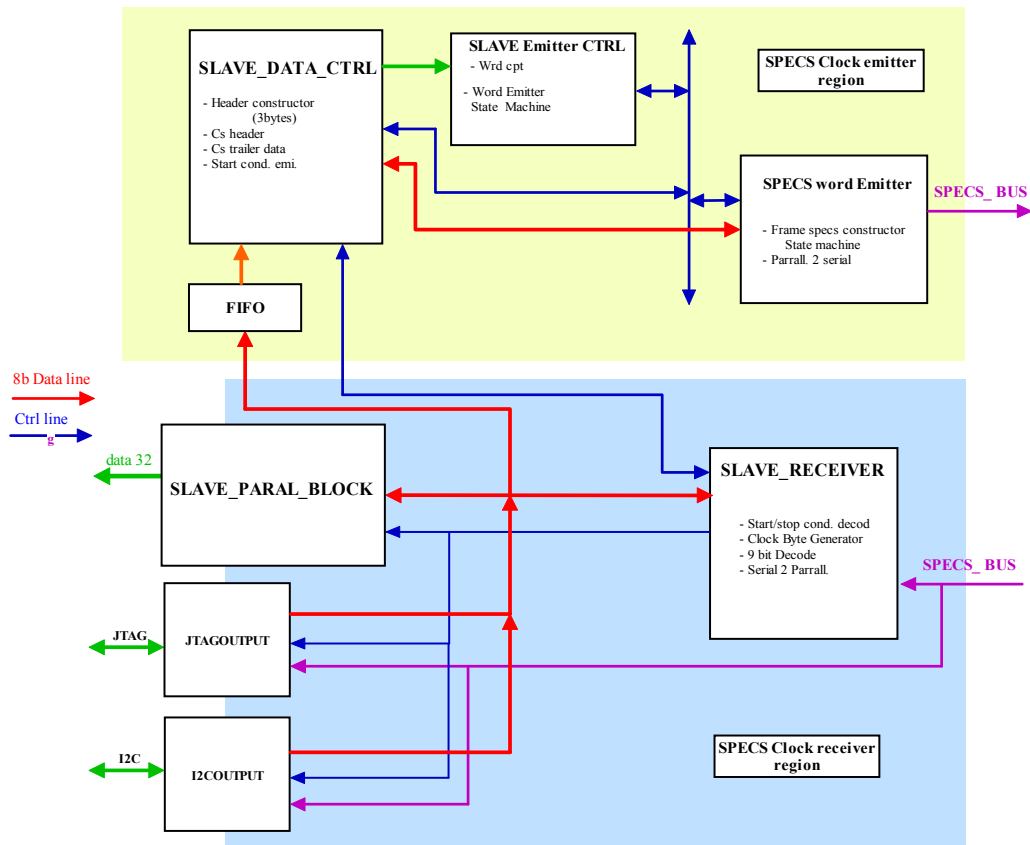 SLAVE_DATA_CTRL
- Header constructor
(3bytes)
- Cs header
- Cs trailer data
- Start cond. emi.
SLAVE Emitter CTRL
- Wrd cpt
- Word Emitter
State Machine
SPECS Clock emitter
region
SPECS word Emitter
- Frame specs constructor
State machine
- Parrall. 2 serial
SPECS_ BUS
FIFO
8b Data line
Ctrl line
g
data 32
SLAVE_PARAL_BLOCK
SLAVE_RECEIVER
- Start/stop cond. decod
- Clock Byte Generator
- 9 bit Decode
- Serial 2 Parrall.
SPECS_ BUS
JTAG
JTAGOUTPUT
I2C
I2COUTPUT
SPECS Clock receiver
region